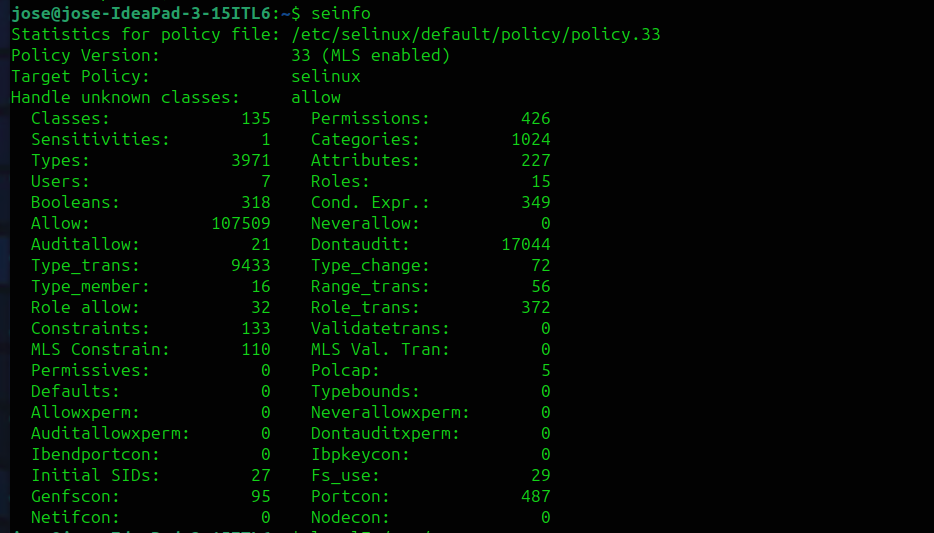 jose@jose-IdeaPad-3-15ITL6:~$ seinfo
Statistics for policy file: /etc/selinux/default/policy/policy.33
Policy Version:             33 (MLS enabled)
Target Policy:              selinux
Handle unknown classes:     allow
  Classes:             135    Permissions:         426
  Sensitivities:         1    Categories:         1024
  Types:              3971    Attributes:          227
  Users:                 7    Roles:                15
  Booleans:            318    Cond. Expr.:         349
  Allow:            107509    Neverallow:            0
  Auditallow:           21    Dontaudit:         17044
  Type_trans:         9433    Type_change:          72
  Type_member:          16    Range_trans:          56
  Role allow:           32    Role_trans:          372
  Constraints:         133    Validatetrans:         0
  MLS Constrain:       110    MLS Val. Tran:         0
  Permissives:           0    Polcap:                5
  Defaults:              0    Typebounds:            0
  Allowxperm:            0    Neverallowxperm:       0
  Auditallowxperm:       0    Dontauditxperm:        0
  Ibendportcon:          0    Ibpkeycon:             0
  Initial SIDs:         27    Fs_use:               29
  Genfscon:             95    Portcon:             487
  Netifcon:              0    Nodecon:               0